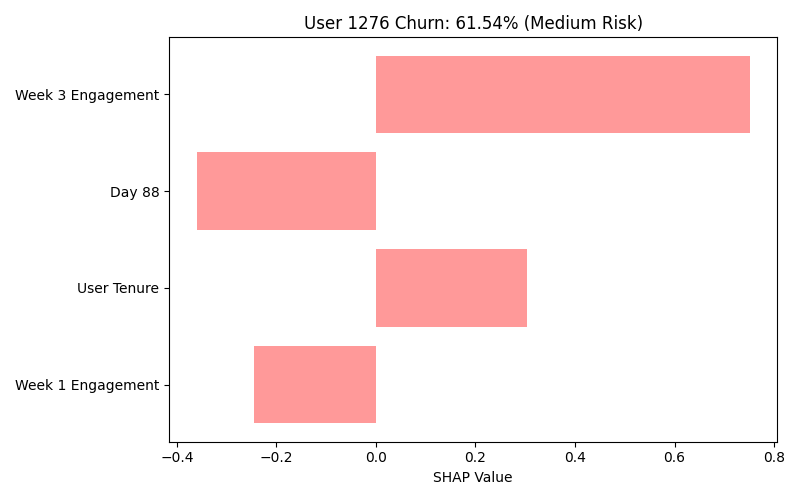 User 1276 Churn: 61.54% (Medium Risk)
Week 3 Engagement
Day 88
User Tenure
Week 1 Engagement
−0.4 −0.2 0.0 0.2 0.4 0.6 0.8
SHAP Value